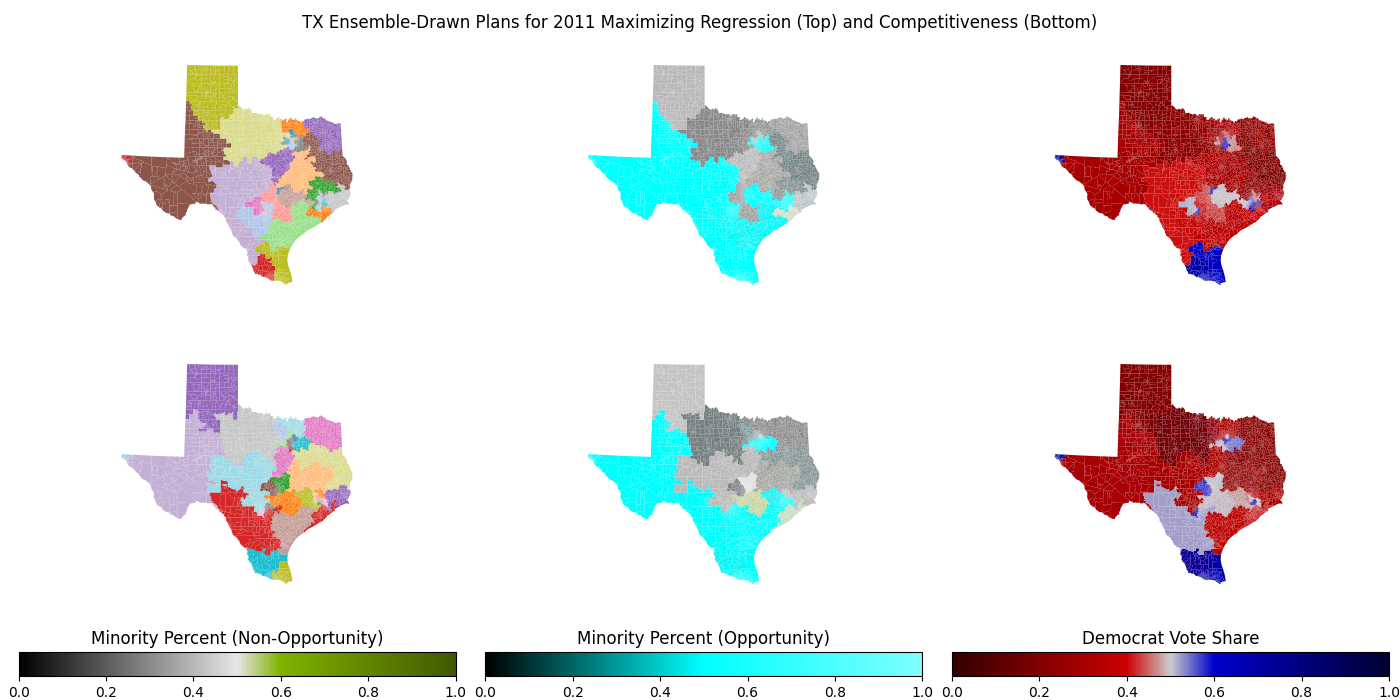 TX Ensemble-Drawn Plans for 2011 Maximizing Regression (Top) and Competitiveness (Bottom)
Minority Percent (Non-Opportunity) Minority Percent (Opportunity) Democrat Vote Share
0.0 0.2 0.4 0.6 0.8 1.0 0.0 0.2 0.4 0.6 0.8 1.0 0.0 0.2 0.4 0.6 0.8 1.0